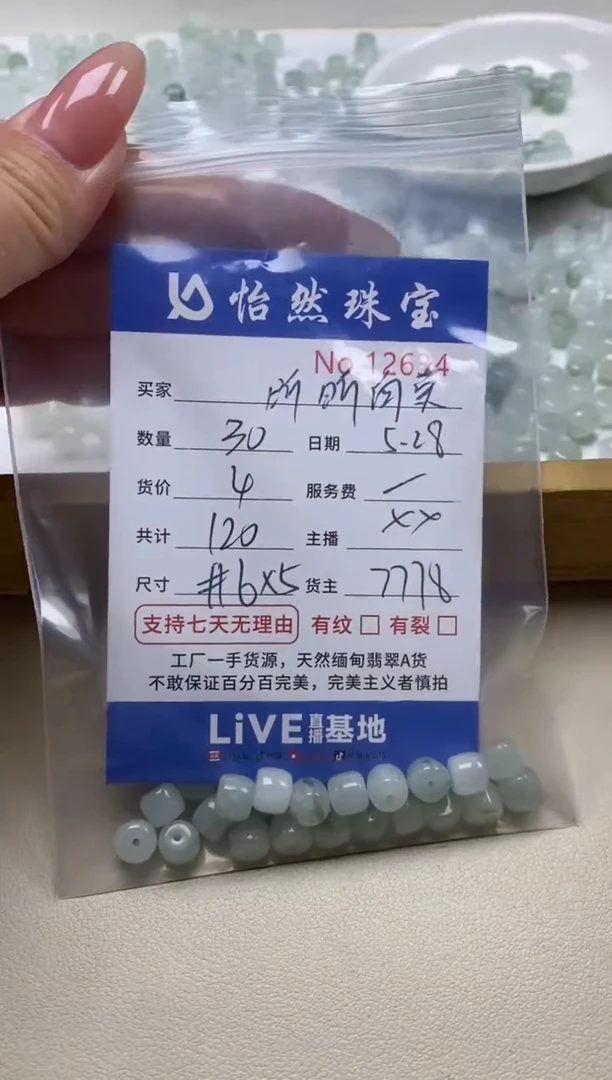 怡然珠宝
No.12634
买家
数量 30 日期 5-28
货价 4 服务费 —
共计 120 主播 XX
尺寸 #6X5 货主 7778
支持七天无理由 有纹 □ 有裂 □
工厂一手货源，天然缅甸翡翠A货
不敢保证百分百完美，完美主义者慎拍
LiVE直播基地